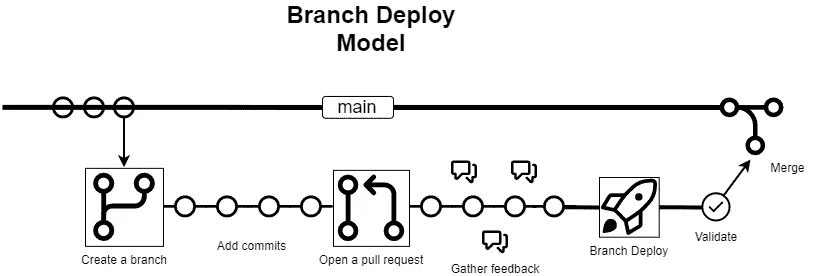 Branch Deploy
Model
main
Merge
Create a branch
Add commits
Open a pull request
Gather feedback
Branch Deploy
Validate